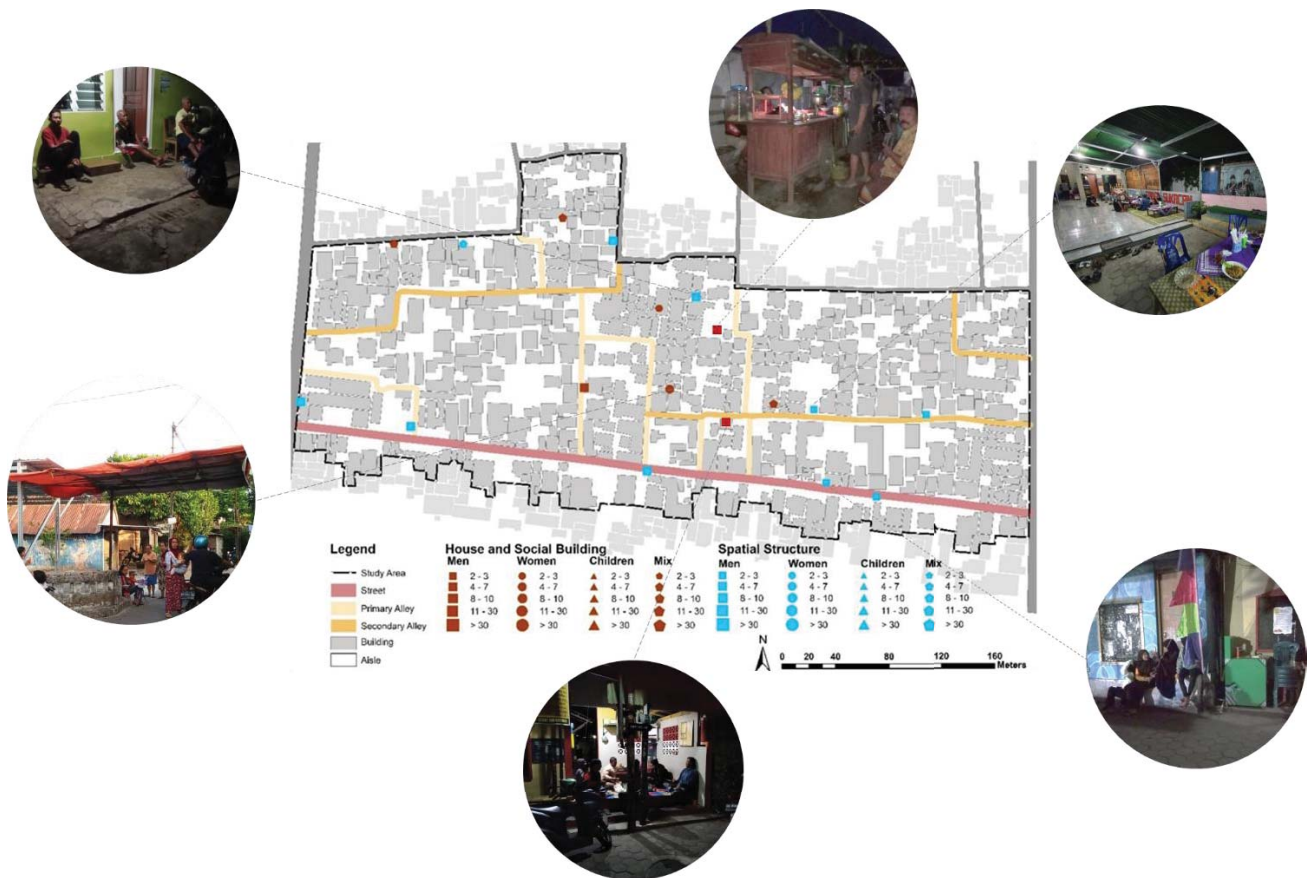 Legend
Study Area
Street
Primary Alley
Secondary Alley
Building
Aisle
House and Social Building
Men Women Children Mix
2 - 3 2 - 3 2 - 3 2 - 3
4 - 7 4 - 7 4 - 7 4 - 7
8 - 10 8 - 10 8 - 10 8 - 10
11 - 30 11 - 30 11 - 30 11 - 30
> 30 > 30 > 30 > 30
Spatial Structure
Men Women Children Mix
2 - 3 2 - 3 2 - 3 2 - 3
4 - 7 4 - 7 4 - 7 4 - 7
8 - 10 8 - 10 8 - 10 8 - 10
11 - 30 11 - 30 11 - 30 11 - 30
> 30 > 30 > 30 > 30
N
0 20 40 80 120 160
Meters